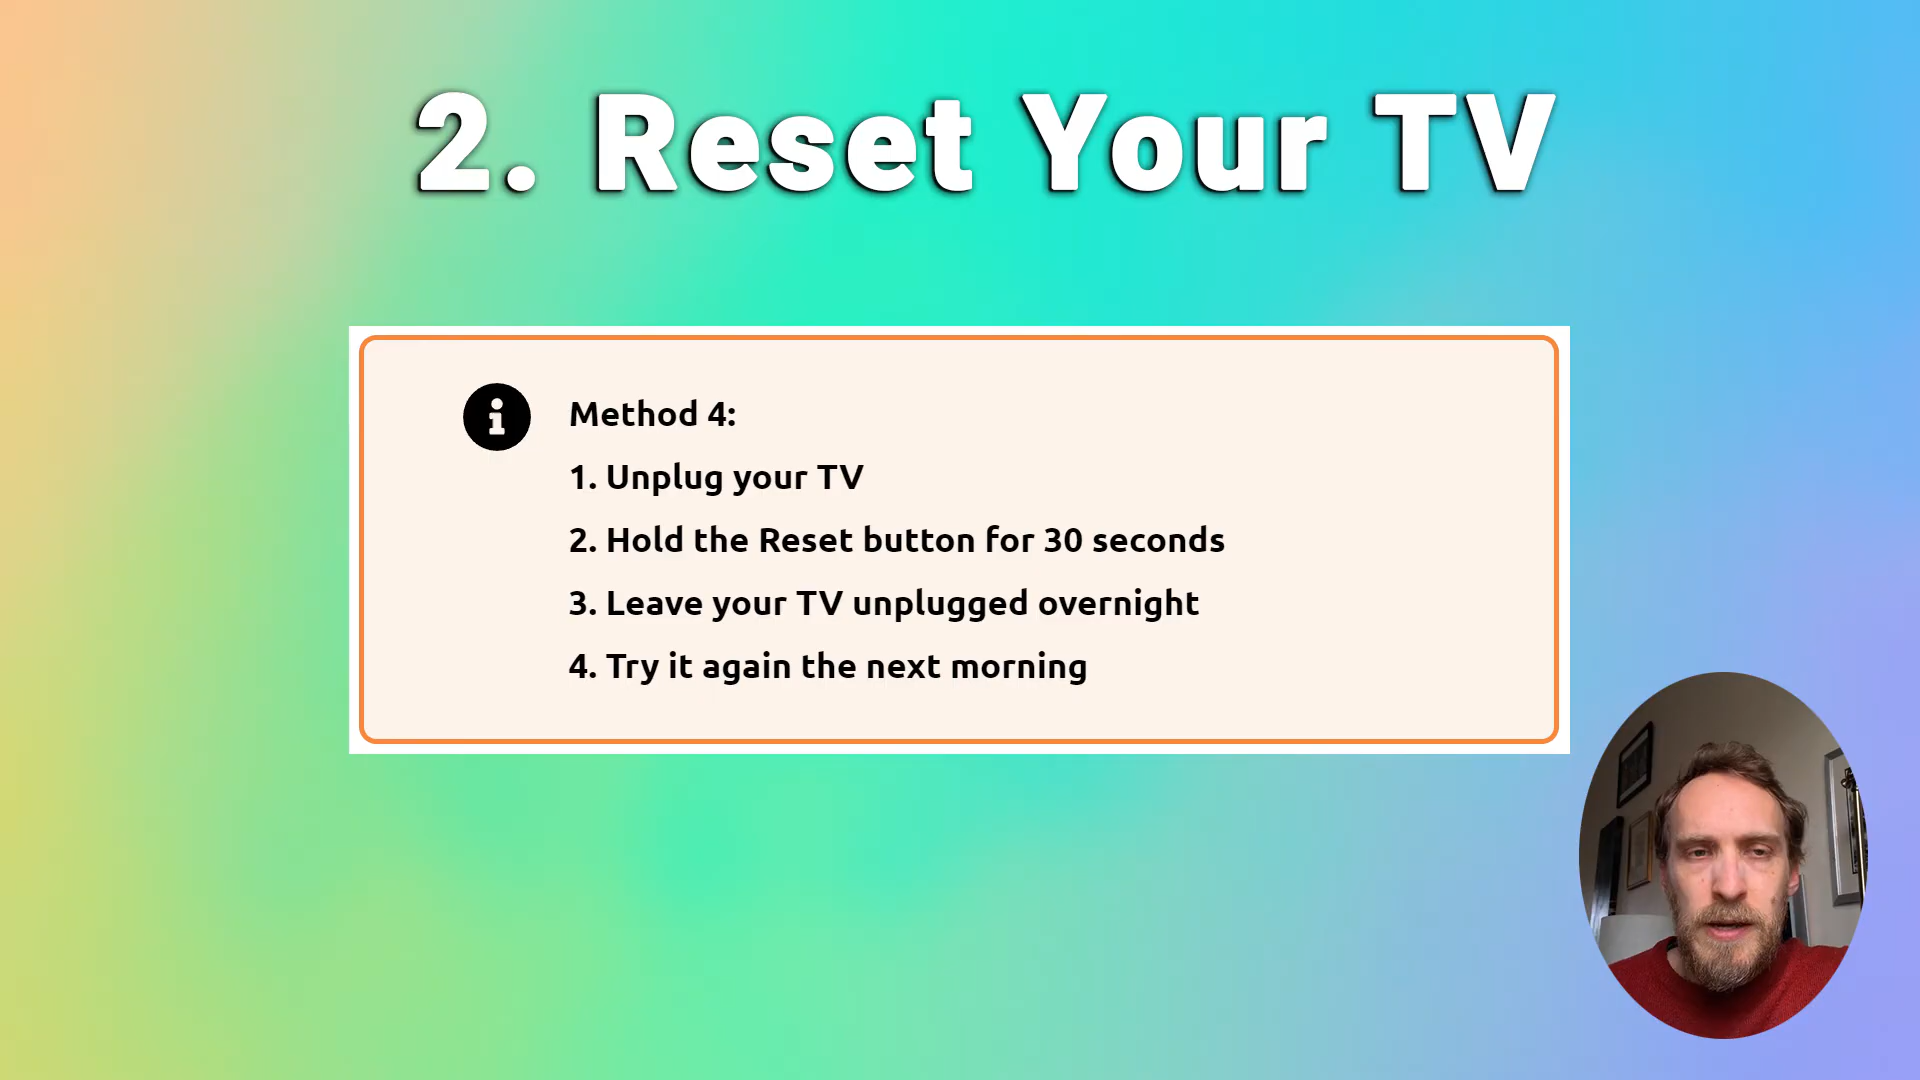 2. Reset Your TV
Method 4:
1. Unplug your TV
2. Hold the Reset button for 30 seconds
3. Leave your TV unplugged overnight
4. Try it again the next morning